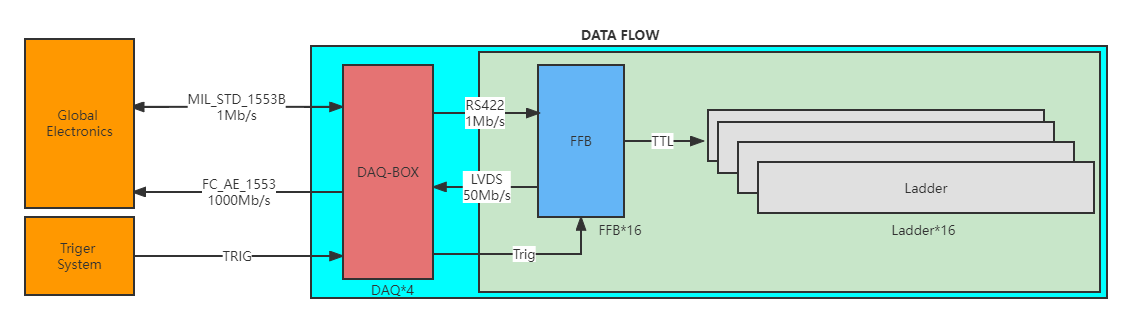 DATA FLOW
Global
Electronics
MIL_STD_1553B
1Mb/s
FC_AE_1553
1000Mb/s
Triger
System
TRIG
DAQ-BOX
DAQ*4
RS422
1Mb/s
LVDS
50Mb/s
Trig
FFB
FFB*16
TTL
Ladder
Ladder*16